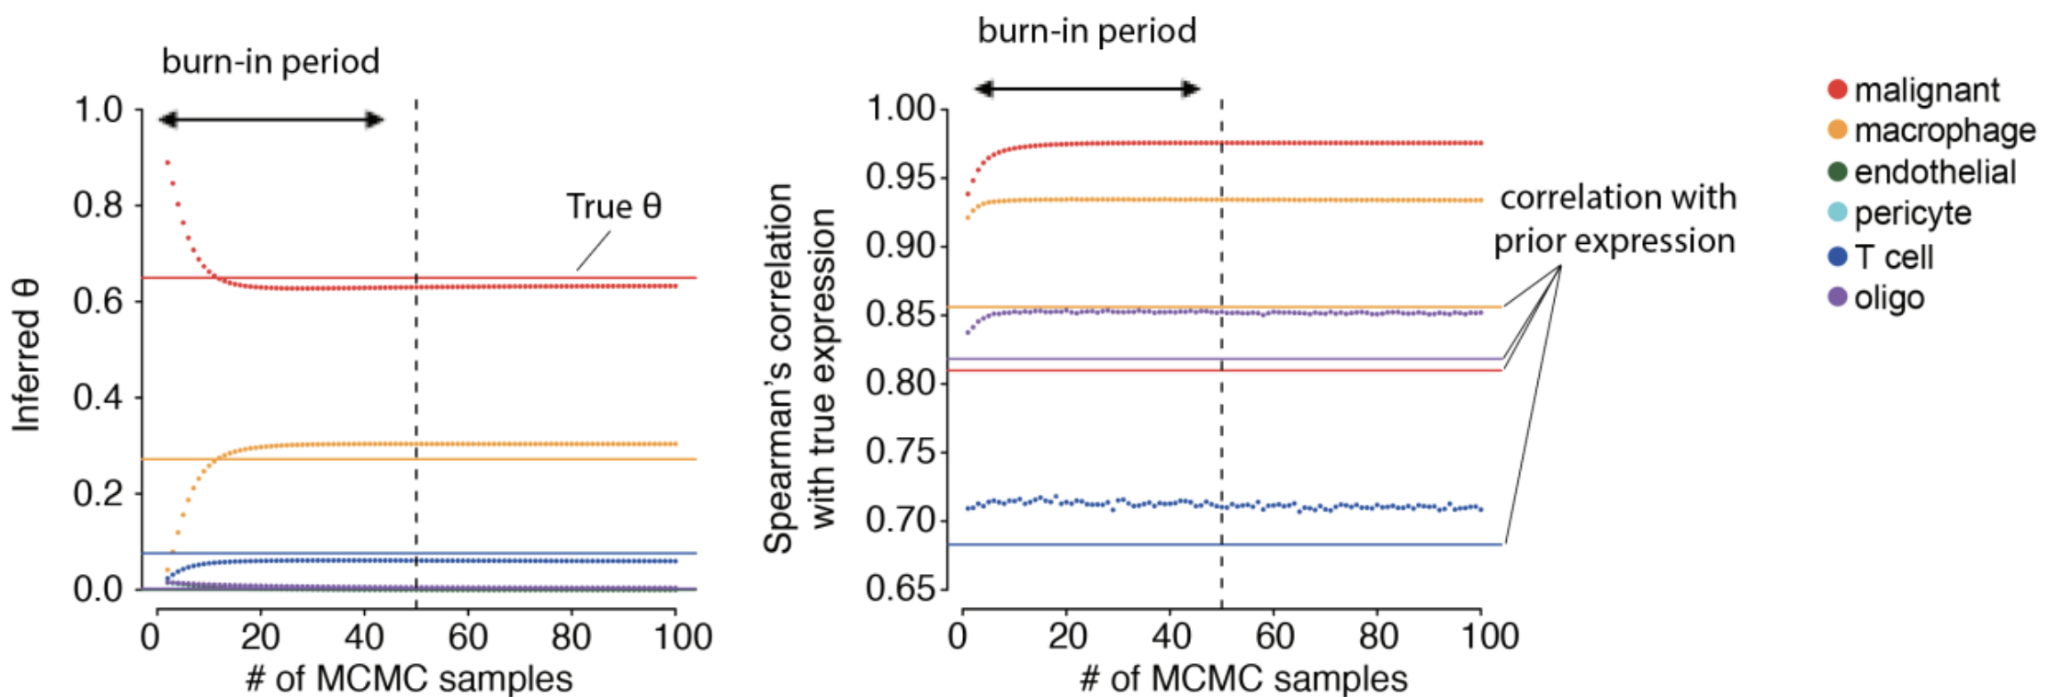 burn-in period
1.0
0.8
0.6
0.4
0.2
0.0
Inferred θ
True θ
0 20 40 60 80 100
# of MCMC samples
burn-in period
1.00
0.95
0.90
0.85
0.80
0.75
0.70
0.65
Spearman's correlation
with true expression
correlation with
prior expression
0 20 40 60 80 100
# of MCMC samples
malignant
macrophage
endothelial
pericyte
T cell
oligo